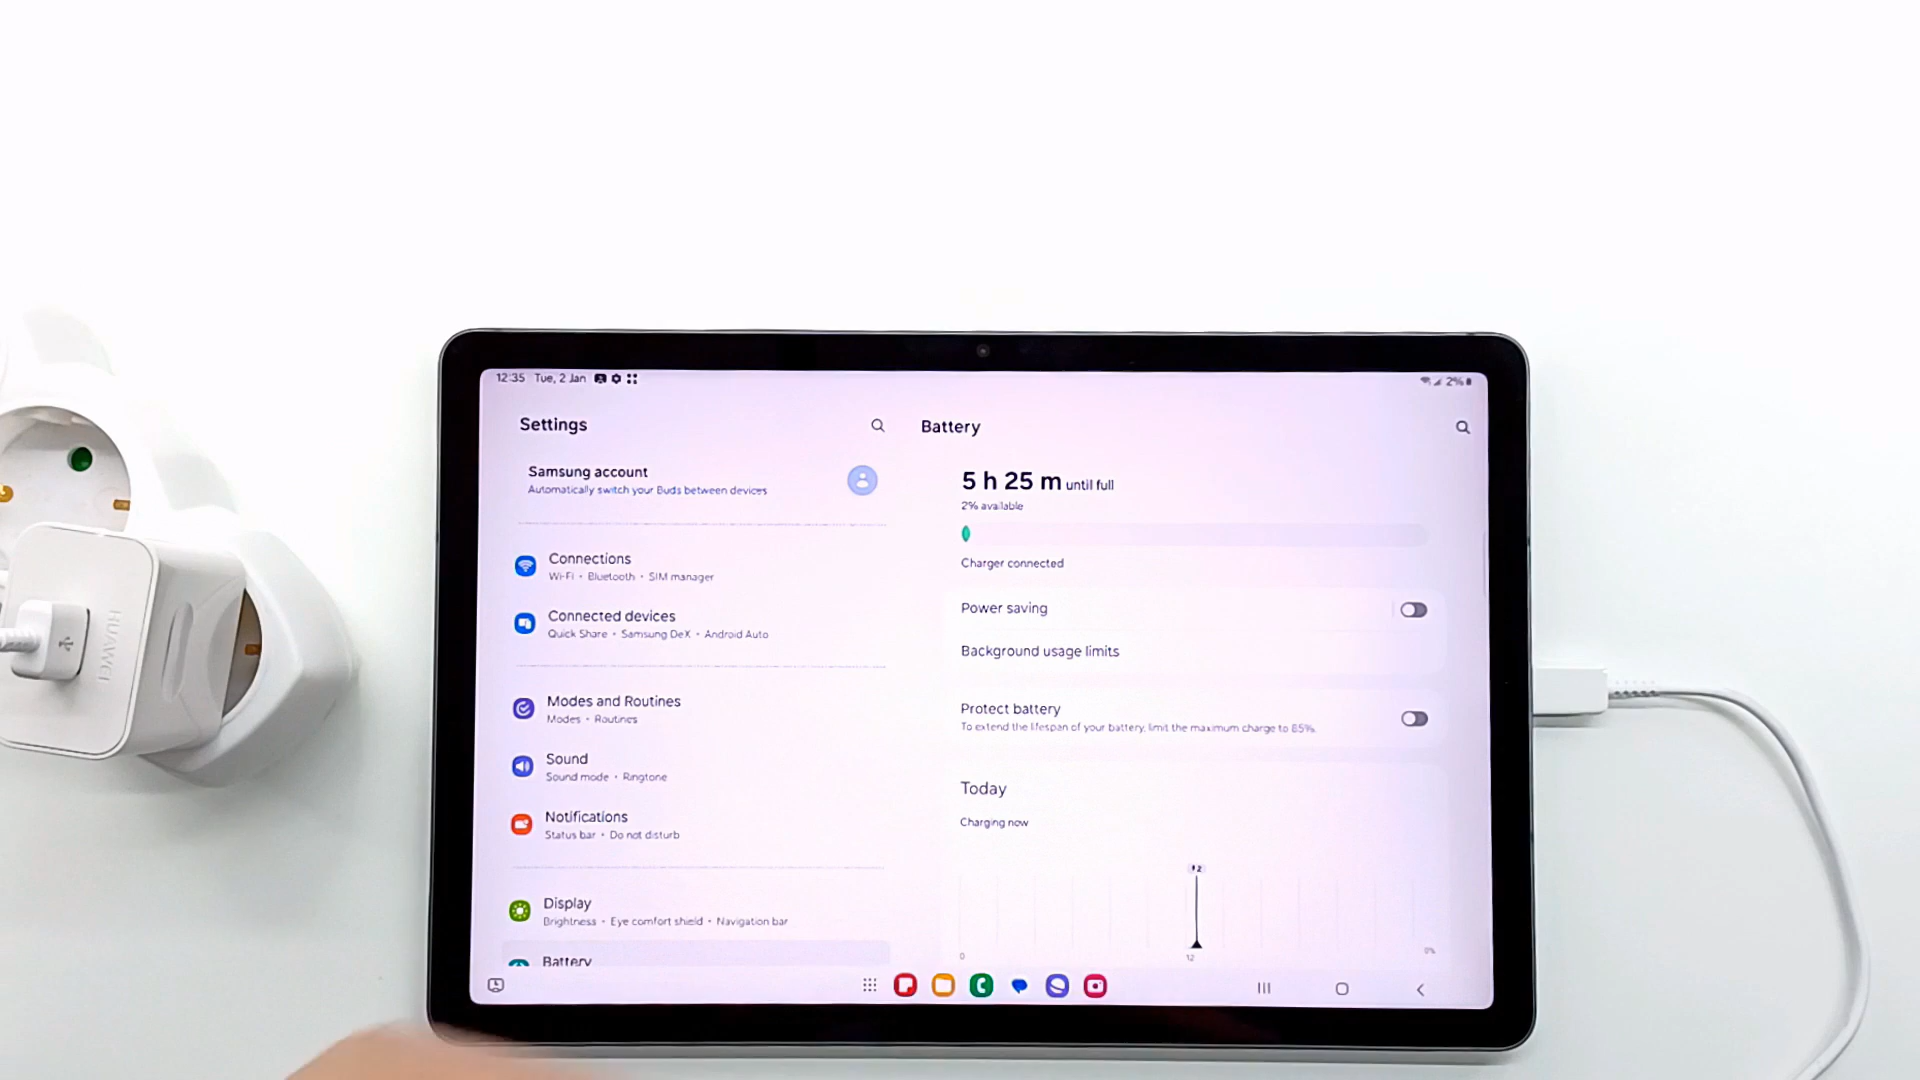 12:35 Tue, 2 Jan
2%
Settings
Samsung account
Automatically switch your Buds between devices
Connections
Wi-Fi • Bluetooth • SIM manager
Connected devices
Quick Share • Samsung DeX • Android Auto
Modes and Routines
Modes • Routines
Sound
Sound mode • Ringtone
Notifications
Status bar • Do not disturb
Display
Brightness • Eye comfort shield • Navigation bar
Battery
Battery
5 h 25 m until full
2% available
Charger connected
Power saving
Background usage limits
Protect battery
To extend the lifespan of your battery, limit the maximum charge to 85%.
Today
Charging now
2
0
12
0%
HUAWEI